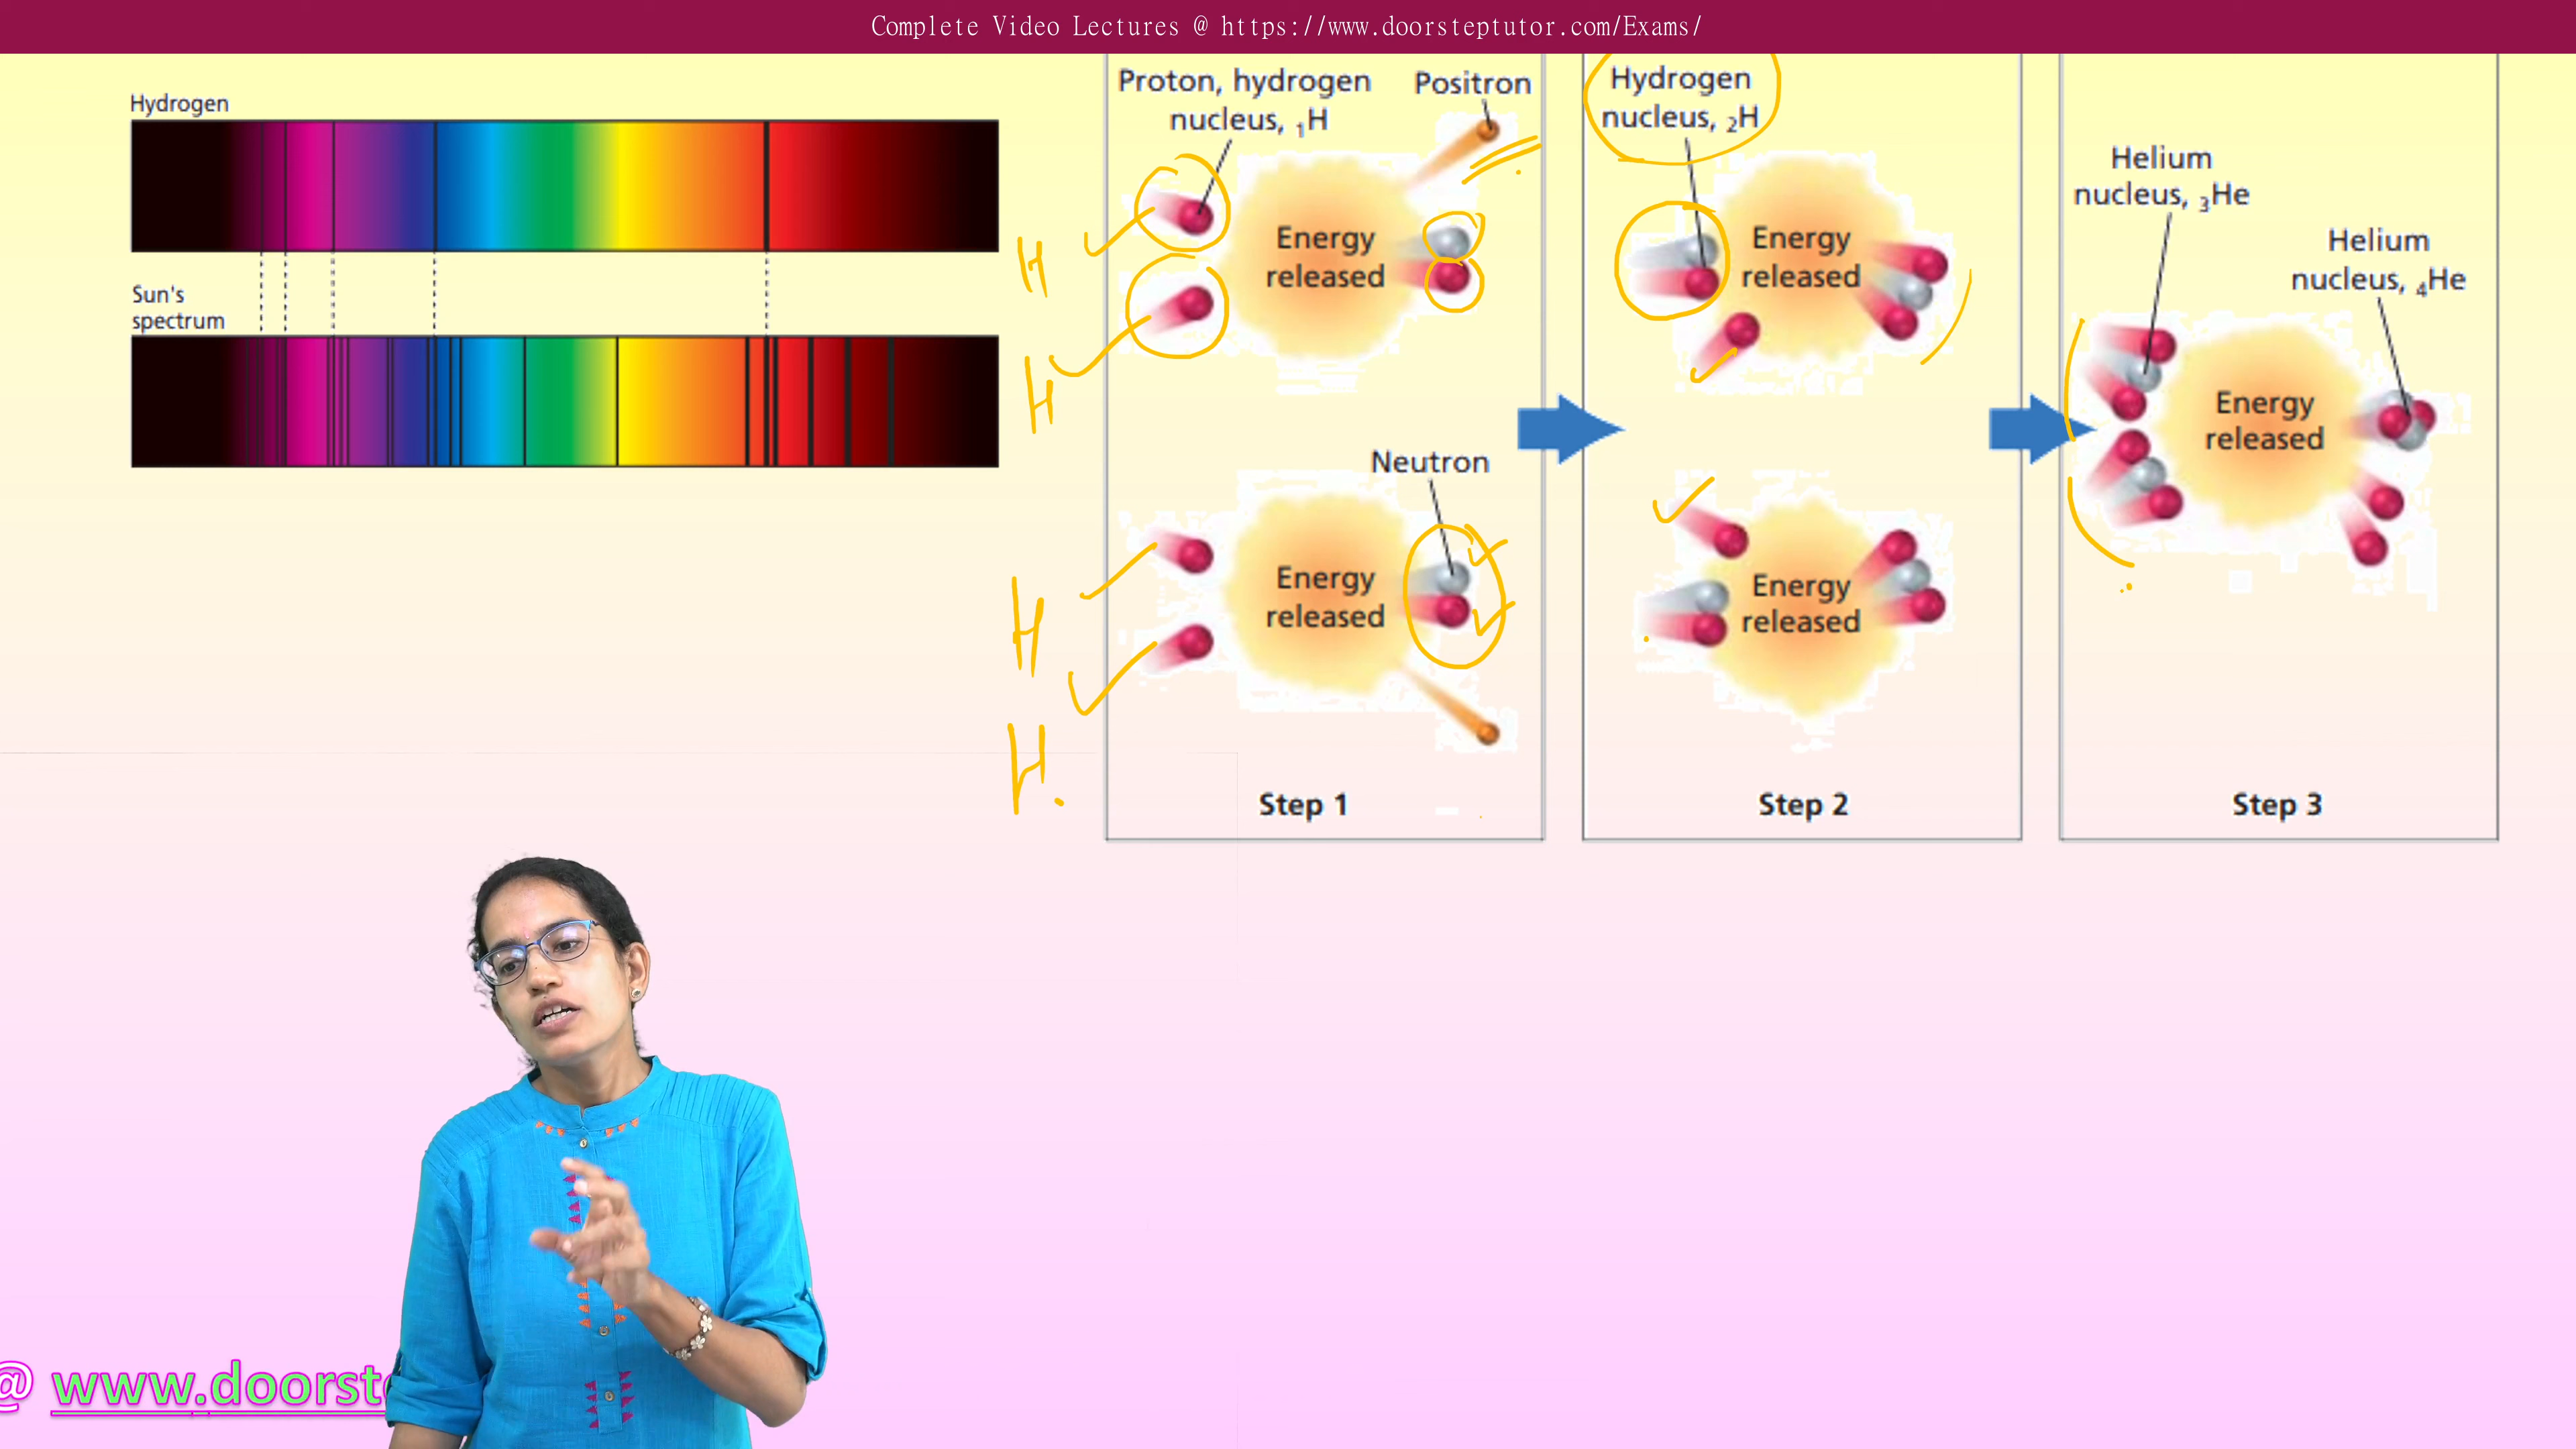 Complete Video Lectures @ https://www.doorsteptutor.com/Exams/
Hydrogen
Sun's
spectrum
Proton, hydrogen
nucleus, ₁H
Positron
Energy
released
H
H
Neutron
Energy
released
H
H.
Step 1
Hydrogen
nucleus, ₂H
Energy
released
Energy
released
Step 2
Helium
nucleus, ₃He
Helium
nucleus, ₄He
Energy
released
Step 3
@ www.doorst